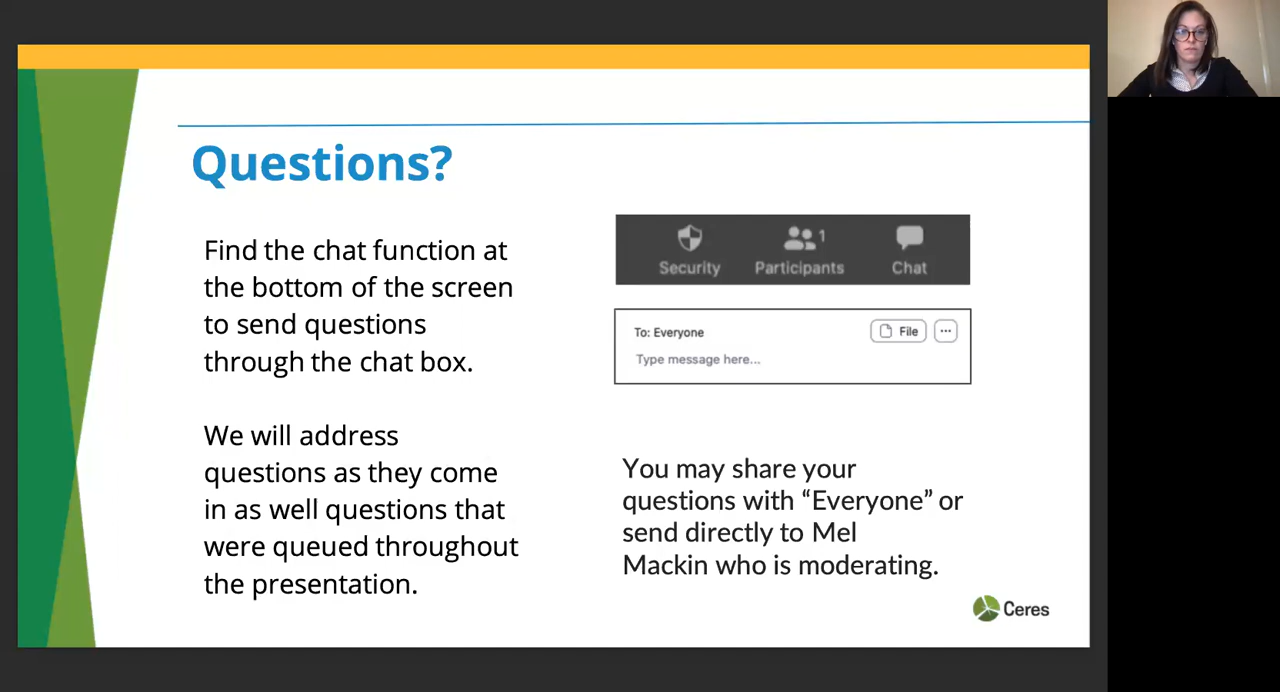 Questions?
Find the chat function at
the bottom of the screen
to send questions
through the chat box.
We will address
questions as they come
in as well questions that
were queued throughout
the presentation.
1
Security Participants Chat
To: Everyone File ...
Type message here...
You may share your
questions with “Everyone” or
send directly to Mel
Mackin who is moderating.
Ceres